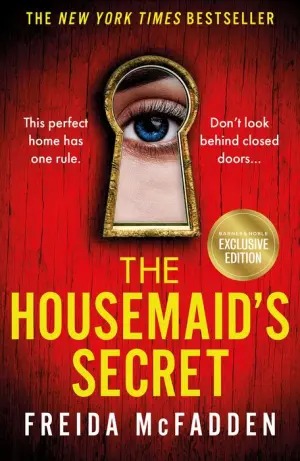 THE NEW YORK TIMES BESTSELLER
This perfect
home has
one rule.
Don't look
behind closed
doors...
BARNES & NOBLE
EXCLUSIVE
EDITION
THE
HOUSEMAID'S
SECRET
FREIDA McFADDEN